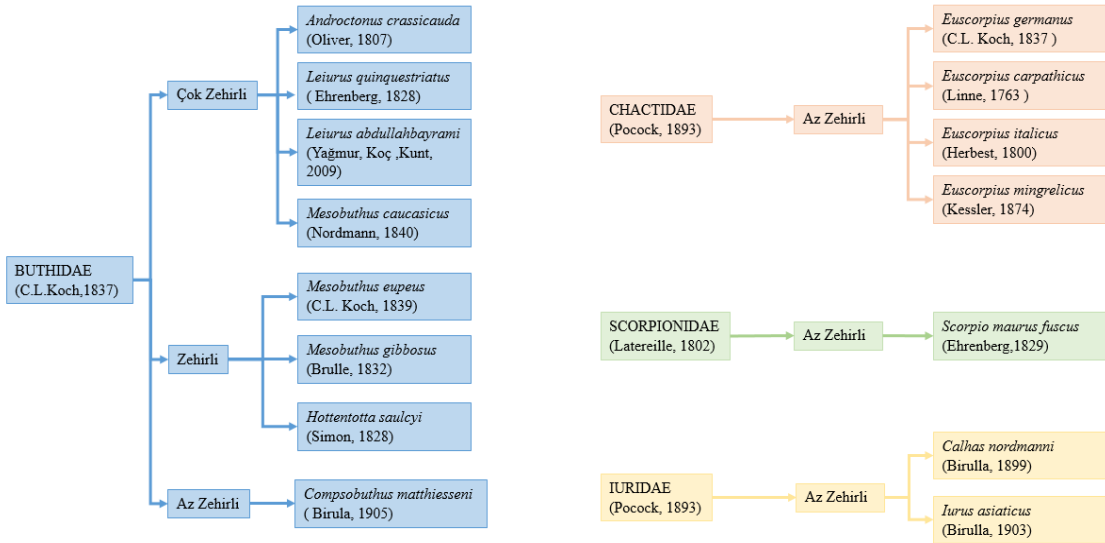 BUTHIDAE
(C.L.Koch,1837)
Çok Zehirli
Androctonus crassicauda
(Oliver, 1807)
Leiurus quinquestriatus
( Ehrenberg, 1828)
Leiurus abdullahbayrami
(Yağmur, Koç ,Kunt,
2009)
Mesobuthus caucasicus
(Nordmann, 1840)
Zehirli
Mesobuthus eupeus
(C.L. Koch, 1839)
Mesobuthus gibbosus
(Brulle, 1832)
Hottentotta saulcyi
(Simon, 1828)
Az Zehirli
Compsobuthus matthiesseni
( Birula, 1905)
CHACTIDAE
(Pocock, 1893)
Az Zehirli
Euscorpius germanus
(C.L. Koch, 1837 )
Euscorpius carpathicus
(Linne, 1763 )
Euscorpius italicus
(Herbest, 1800)
Euscorpius mingrelicus
(Kessler, 1874)
SCORPIONIDAE
(Latereille, 1802)
Az Zehirli
Scorpio maurus fuscus
(Ehrenberg,1829)
IURIDAE
(Pocock, 1893)
Az Zehirli
Calhas nordmanni
(Birulla, 1899)
Iurus asiaticus
(Birulla, 1903)